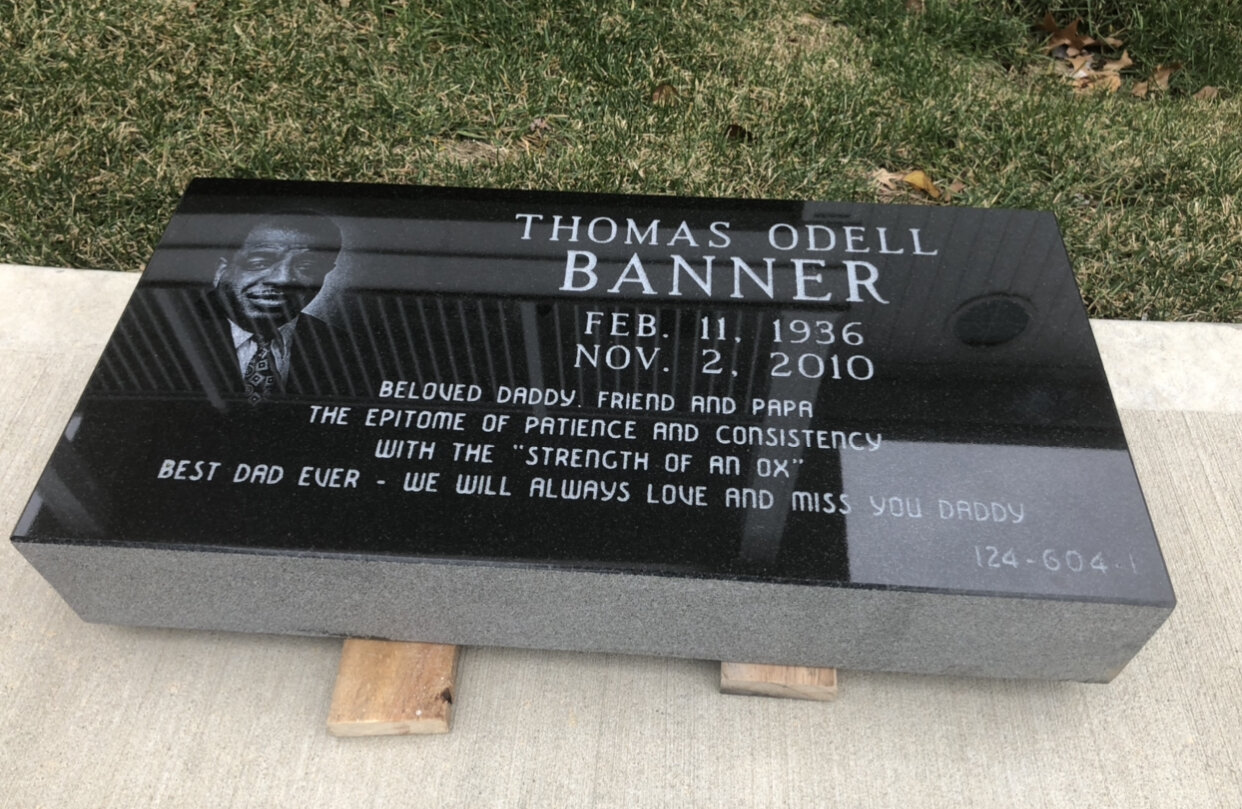 THOMAS ODELL
BANNER
FEB. 11, 1936
NOV. 2, 2010
BELOVED DADDY, FRIEND AND PAPA
THE EPITOME OF PATIENCE AND CONSISTENCY
WITH THE "STRENGTH OF AN OX"
BEST DAD EVER - WE WILL ALWAYS LOVE AND MISS YOU DADDY
124-604-1